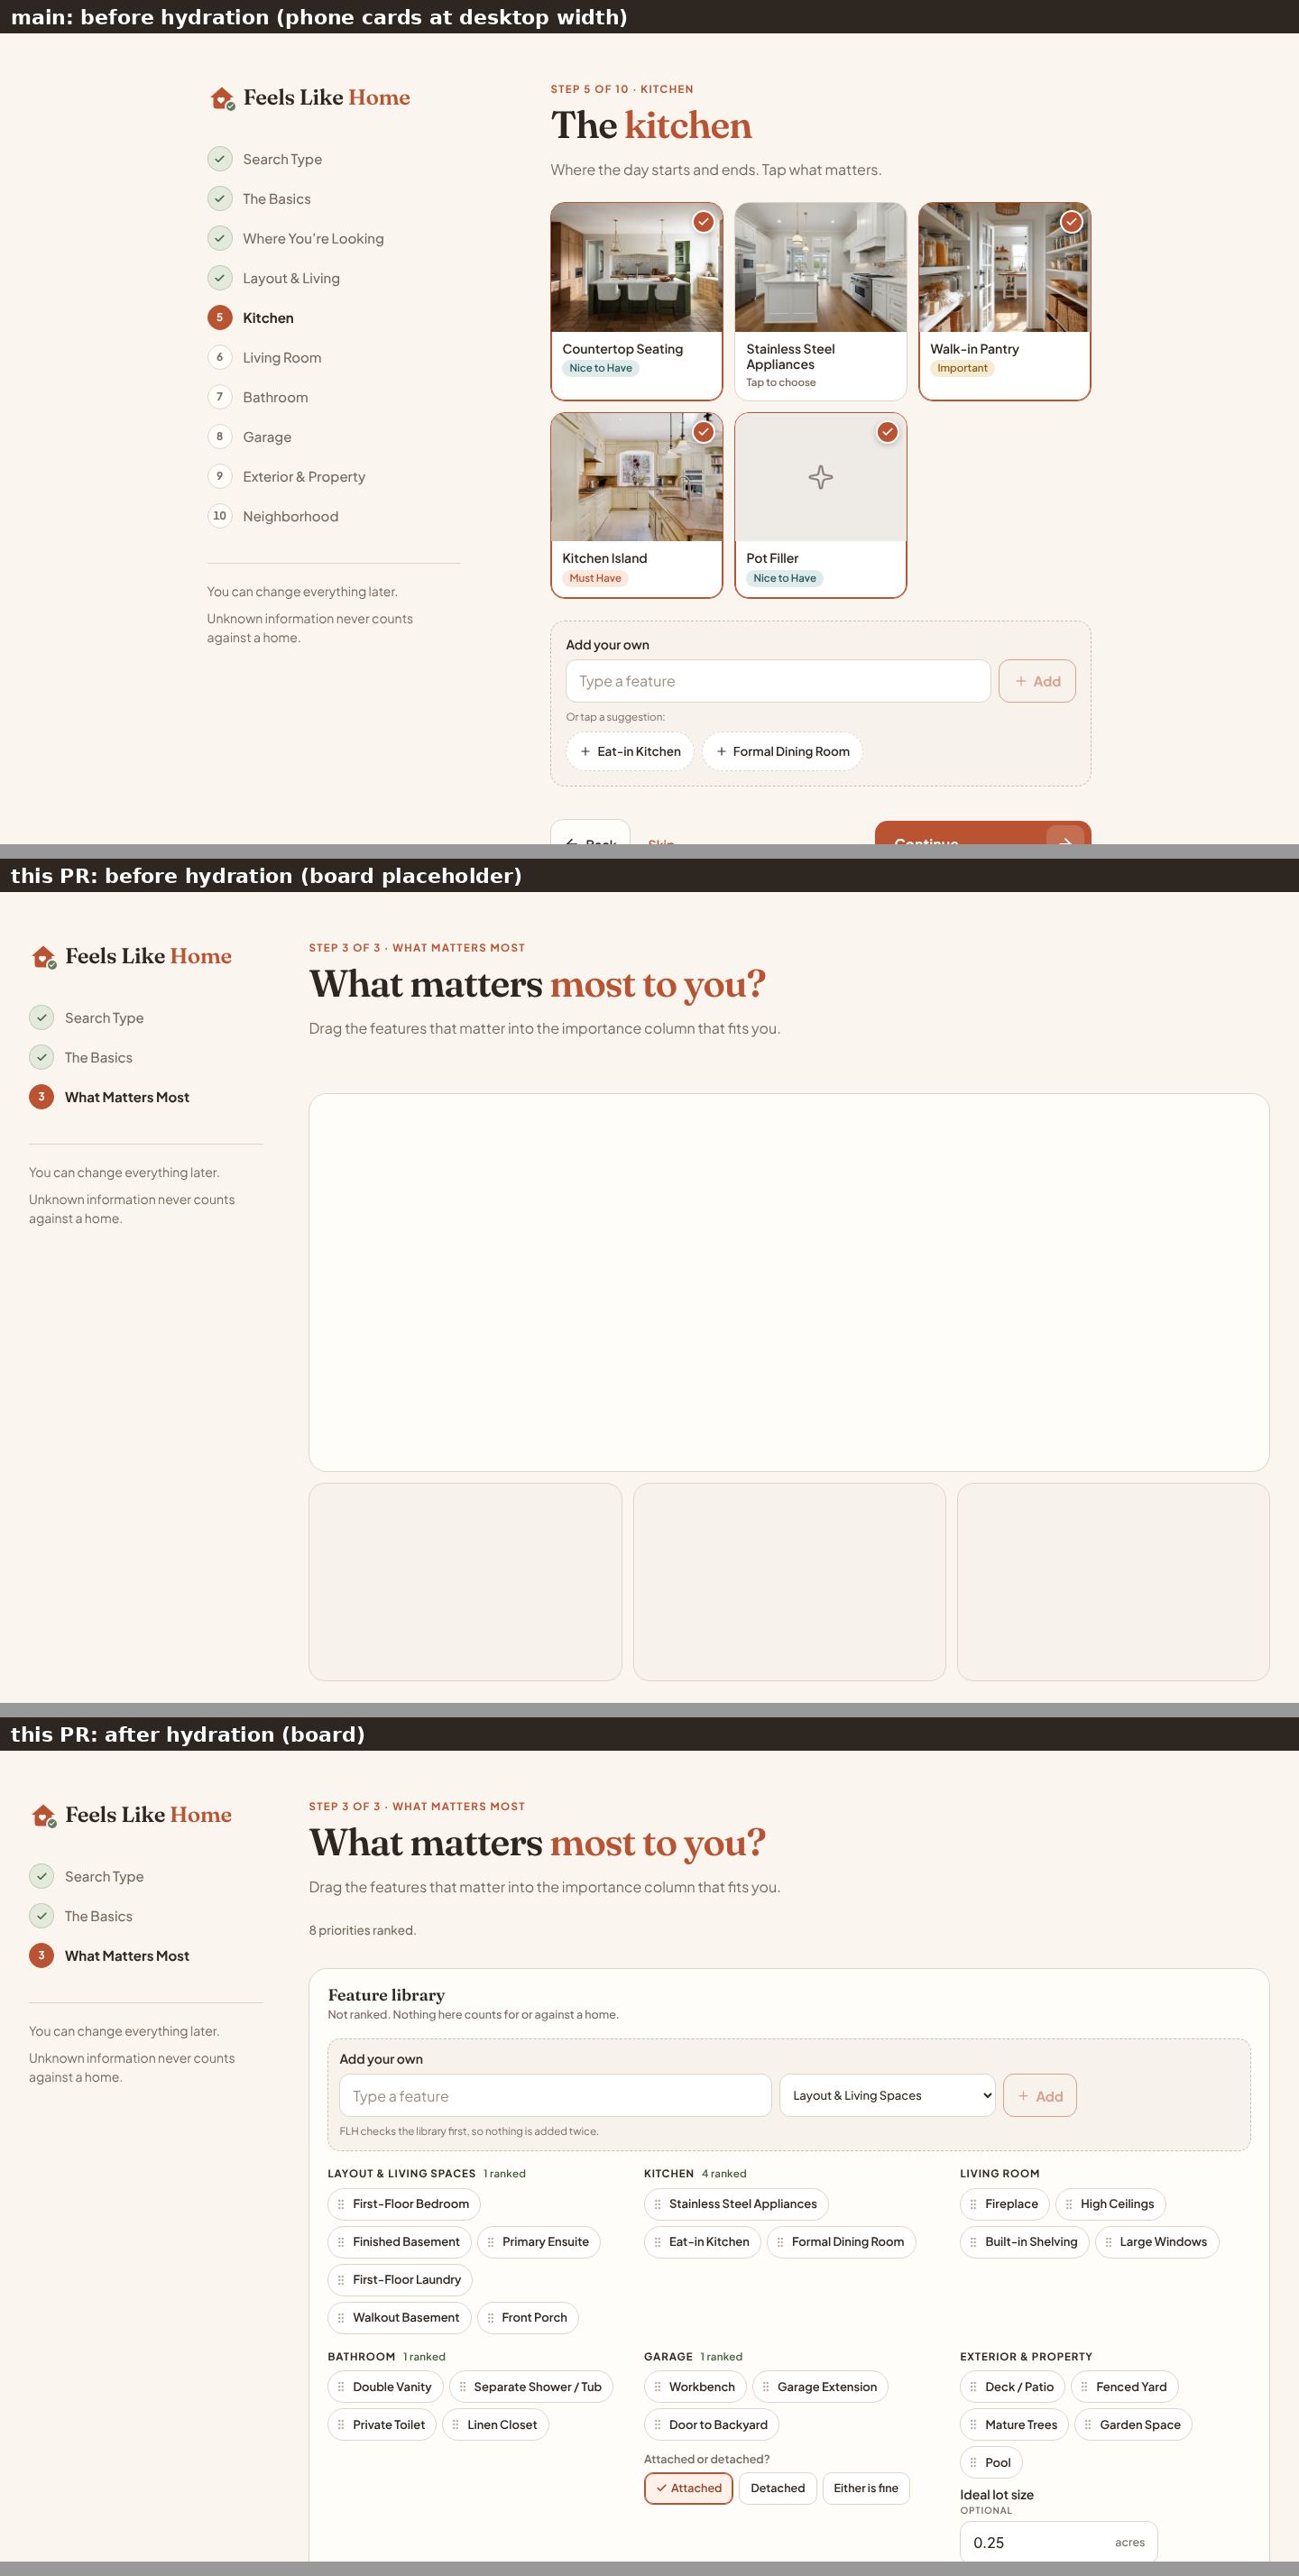 main: before hydration (phone cards at desktop width)
Feels Like Home
Search Type
The Basics
Where You're Looking
Layout & Living
5 Kitchen
6 Living Room
7 Bathroom
8 Garage
9 Exterior & Property
10 Neighborhood
You can change everything later.
Unknown information never counts
against a home.
STEP 5 OF 10 · KITCHEN
The kitchen
Where the day starts and ends. Tap what matters.
Countertop Seating
Nice to Have
Stainless Steel
Appliances
Tap to choose
Walk-in Pantry
Important
Kitchen Island
Must Have
Pot Filler
Nice to Have
Add your own
Type a feature
+ Add
Or tap a suggestion:
+ Eat-in Kitchen
+ Formal Dining Room
← Back
Skip
Continue →
this PR: before hydration (board placeholder)
Feels Like Home
Search Type
The Basics
3 What Matters Most
You can change everything later.
Unknown information never counts
against a home.
STEP 3 OF 3 · WHAT MATTERS MOST
What matters most to you?
Drag the features that matter into the importance column that fits you.
this PR: after hydration (board)
Feels Like Home
Search Type
The Basics
3 What Matters Most
You can change everything later.
Unknown information never counts
against a home.
STEP 3 OF 3 · WHAT MATTERS MOST
What matters most to you?
Drag the features that matter into the importance column that fits you.
8 priorities ranked.
Feature library
Not ranked. Nothing here counts for or against a home.
Add your own
Type a feature
Layout & Living Spaces
+ Add
FLH checks the library first, so nothing is added twice.
LAYOUT & LIVING SPACES 1 ranked
First-Floor Bedroom
Finished Basement
Primary Ensuite
First-Floor Laundry
Walkout Basement
Front Porch
KITCHEN 4 ranked
Stainless Steel Appliances
Eat-in Kitchen
Formal Dining Room
LIVING ROOM
Fireplace
High Ceilings
Built-in Shelving
Large Windows
BATHROOM 1 ranked
Double Vanity
Separate Shower / Tub
Private Toilet
Linen Closet
GARAGE 1 ranked
Workbench
Garage Extension
Door to Backyard
Attached or detached?
Attached
Detached
Either is fine
EXTERIOR & PROPERTY
Deck / Patio
Fenced Yard
Mature Trees
Garden Space
Pool
Ideal lot size
OPTIONAL
0.25 acres